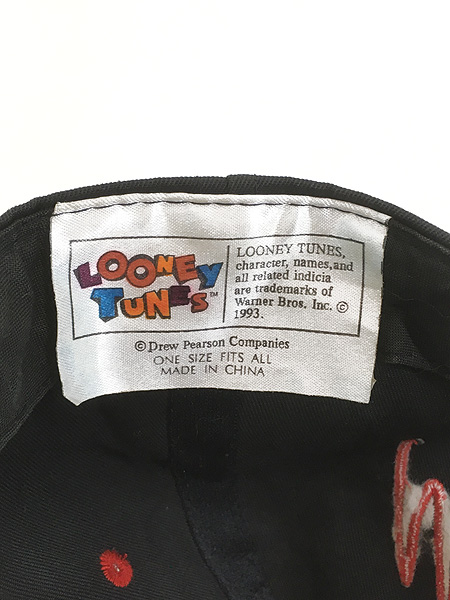 LOONEY TUNES™
LOONEY TUNES,
character, names,and
all related indicia
are trademarks of
Warner Bros. Inc. ©
1993.
© Drew Pearson Companies
ONE SIZE FITS ALL
MADE IN CHINA